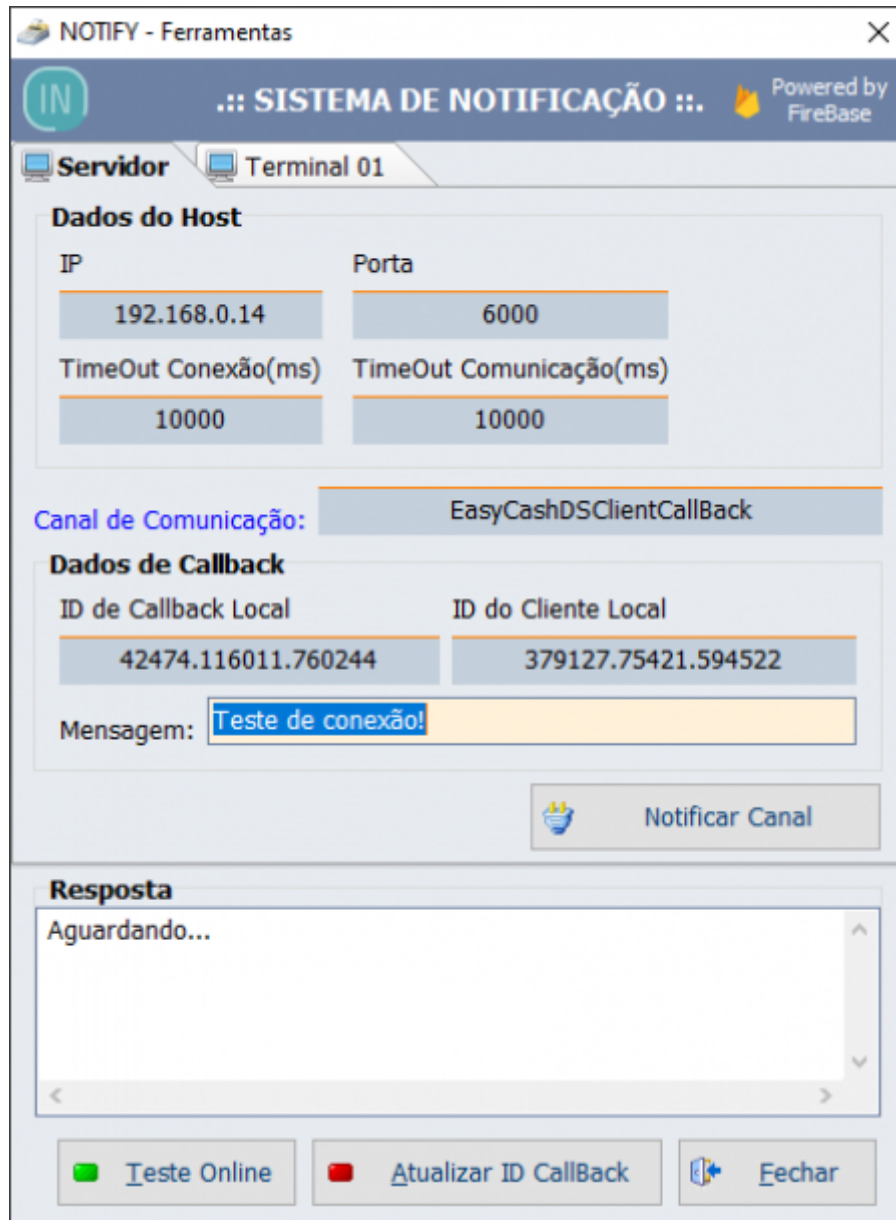 NOTIFY - Ferramentas
IN
.:: SISTEMA DE NOTIFICAÇÃO ::.
Powered by
FireBase
Servidor
Terminal 01
Dados do Host
IP
Porta
192.168.0.14
6000
TimeOut Conexão(ms)
TimeOut Comunicação(ms)
10000
10000
Canal de Comunicação:
EasyCashDSClientCallBack
Dados de Callback
ID de Callback Local
ID do Cliente Local
42474.116011.760244
379127.75421.594522
Mensagem:
Teste de conexão!
Notificar Canal
Resposta
Aguardando...
Teste Online
Atualizar ID CallBack
Fechar